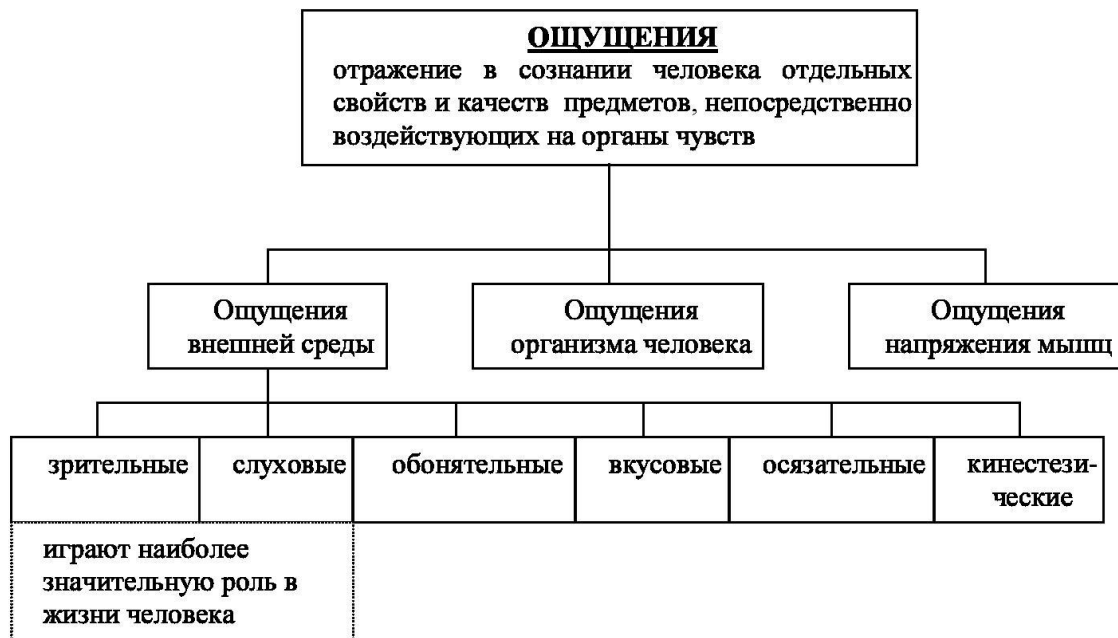 ОЩУЩЕНИЯ
отражение в сознании человека отдельных
свойств и качеств предметов, непосредственно
воздействующих на органы чувств
Ощущения
внешней среды
Ощущения
организма человека
Ощущения
напряжения мышц
зрительные
слуховые
обонятельные
вкусовые
осязательные
кинестези-
ческие
играют наиболее
значительную роль в
жизни человека